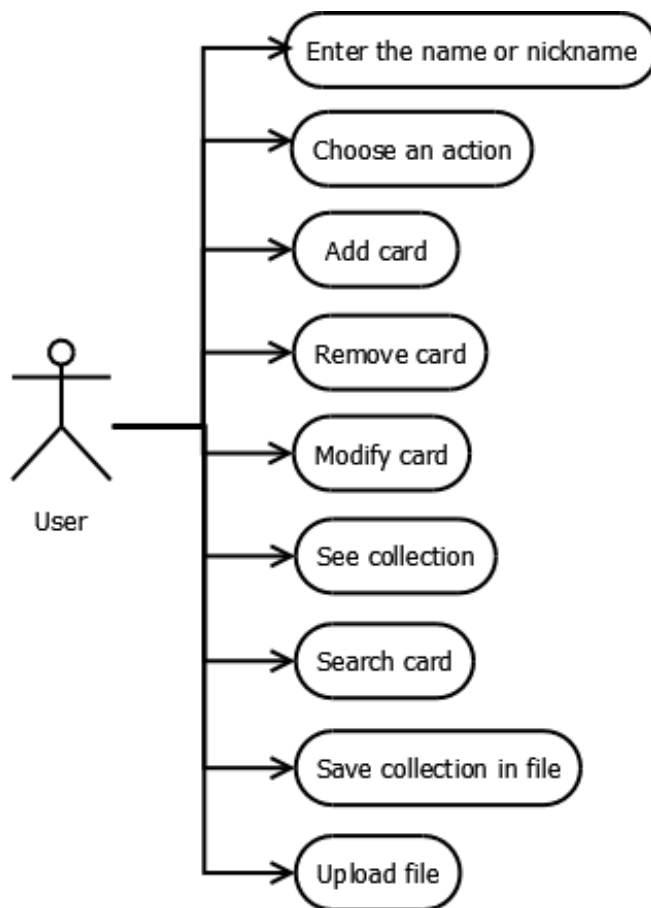 Enter the name or nickname
Choose an action
Add card
Remove card
Modify card
User
See collection
Search card
Save collection in file
Upload file